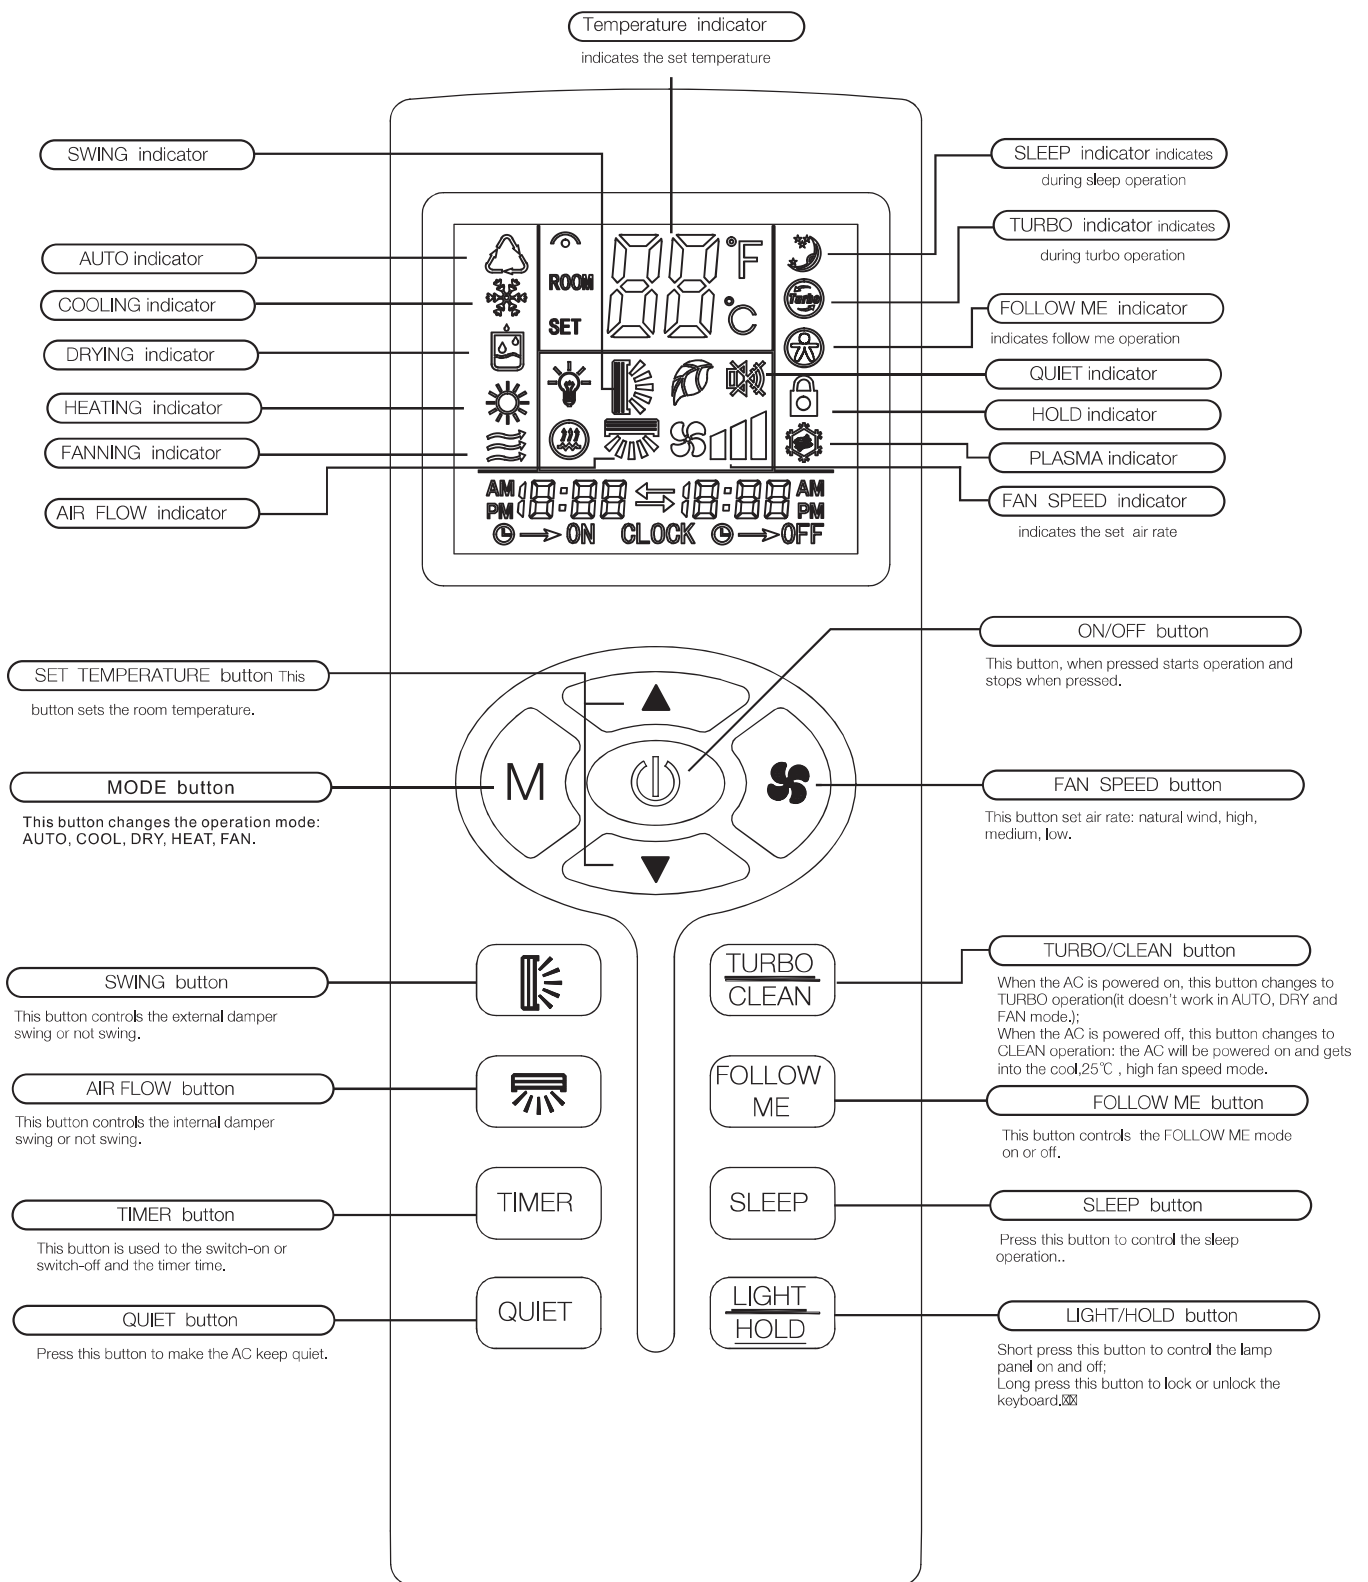 Temperature indicator
indicates the set temperature
SWING indicator
AUTO indicator
COOLING indicator
DRYING indicator
HEATING indicator
FANNING indicator
AIR FLOW indicator
SLEEP indicator indicates
during sleep operation
TURBO indicator indicates
during turbo operation
FOLLOW ME indicator
indicates follow me operation
QUIET indicator
HOLD indicator
PLASMA indicator
FAN SPEED indicator
indicates the set air rate
ROOM
SET
88
°F
°C
Turbo
AM 18:88 18:88 AM
PM PM
ON CLOCK OFF
SET TEMPERATURE button This
button sets the room temperature.
MODE button
This button changes the operation mode:
AUTO, COOL, DRY, HEAT, FAN.
M
ON/OFF button
This button, when pressed starts operation and
stops when pressed.
FAN SPEED button
This button set air rate: natural wind, high,
medium, low.
SWING button
This button controls the external damper
swing or not swing.
AIR FLOW button
This button controls the internal damper
swing or not swing.
TIMER button
This button is used to the switch-on or
switch-off and the timer time.
QUIET button
Press this button to make the AC keep quiet.
TIMER
QUIET
TURBO
CLEAN
FOLLOW
ME
SLEEP
LIGHT
HOLD
TURBO/CLEAN button
When the AC is powered on, this button changes to
TURBO operation(it doesn't work in AUTO, DRY and
FAN mode.);
When the AC is powered off, this button changes to
CLEAN operation: the AC will be powered on and gets
into the cool,25℃ , high fan speed mode.
FOLLOW ME button
This button controls the FOLLOW ME mode
on or off.
SLEEP button
Press this button to control the sleep
operation..
LIGHT/HOLD button
Short press this button to control the lamp
panel on and off;
Long press this button to lock or unlock the
keyboard.